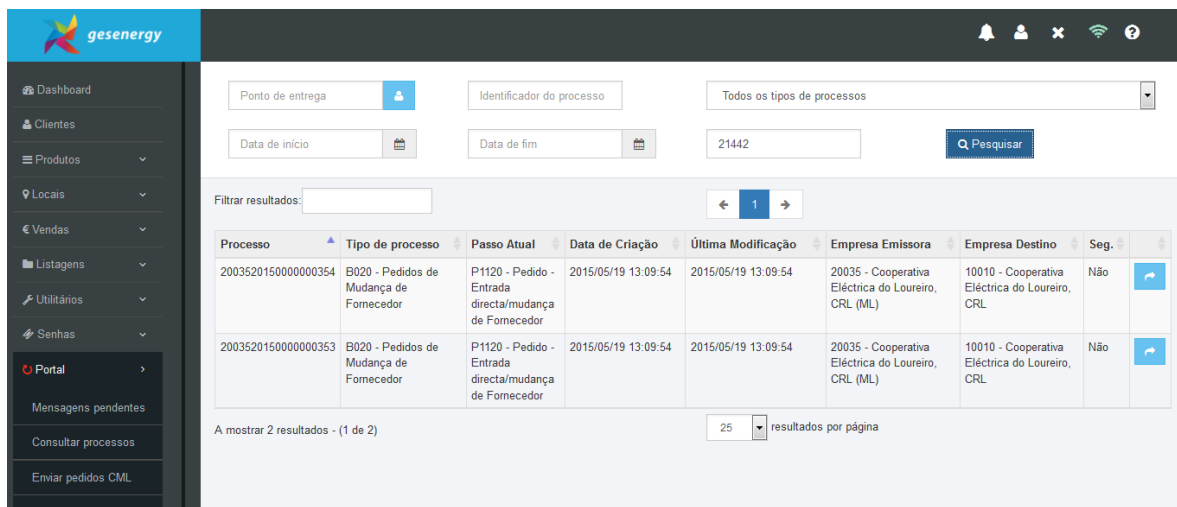 gesenergy
Dashboard
Clientes
Produtos
Locais
€ Vendas
Listagens
Utilitários
Senhas
Portal
Mensagens pendentes
Consultar processos
Enviar pedidos CML
Ponto de entrega
Identificador do processo
Todos os tipos de processos
Data de início
Data de fim
21442
Pesquisar
Filtrar resultados:
1
Processo Tipo de processo Passo Atual Data de Criação Última Modificação Empresa Emissora Empresa Destino Seg.
2003520150000000354 B020 - Pedidos de P1120 - Pedido - 2015/05/19 13:09:54 2015/05/19 13:09:54 20035 - Cooperativa 10010 - Cooperativa Não
Mudança de Entrada Eléctrica do Loureiro, Eléctrica do Loureiro,
Fornecedor directa/mudança CRL (ML) CRL
de Fornecedor
2003520150000000353 B020 - Pedidos de P1120 - Pedido - 2015/05/19 13:09:54 2015/05/19 13:09:54 20035 - Cooperativa 10010 - Cooperativa Não
Mudança de Entrada Eléctrica do Loureiro, Eléctrica do Loureiro,
Fornecedor directa/mudança CRL (ML) CRL
de Fornecedor
A mostrar 2 resultados - (1 de 2)
25 resultados por página